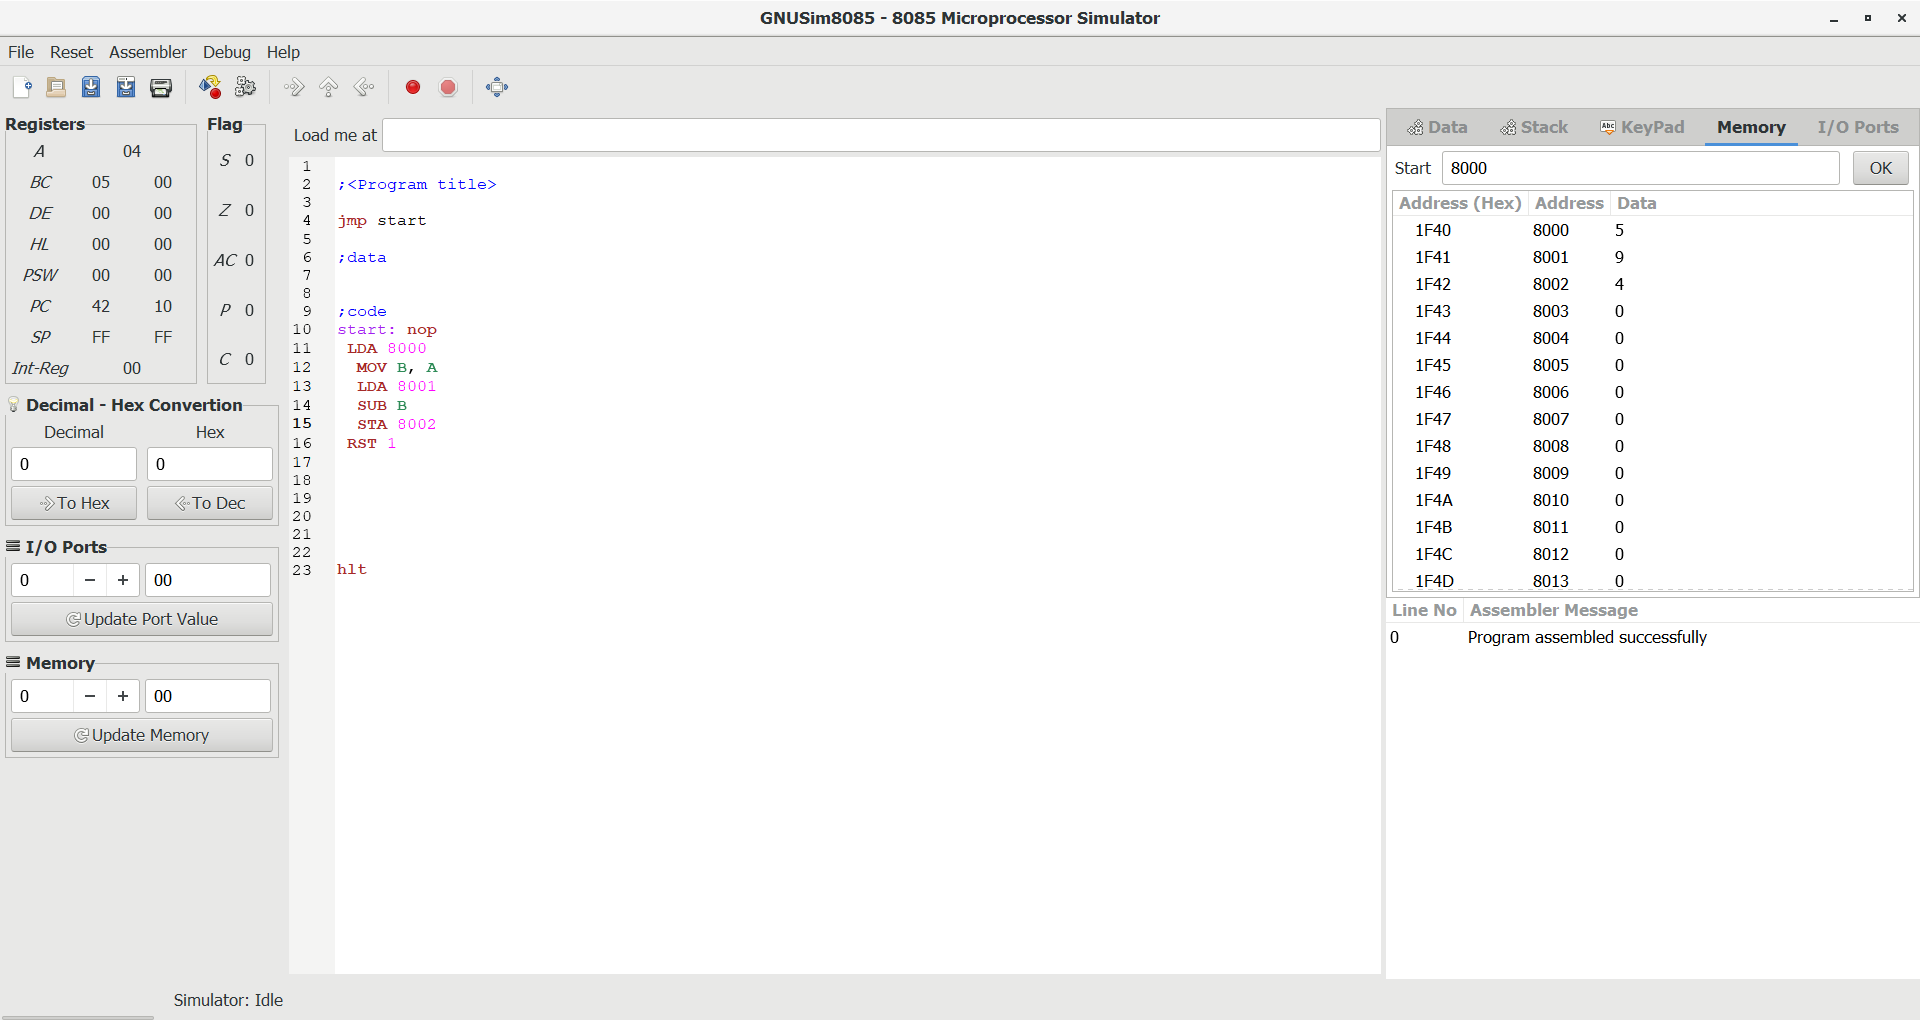 GNUSim8085 - 8085 Microprocessor Simulator
File Reset Assembler Debug Help
Registers
A 04
BC 05 00
DE 00 00
HL 00 00
PSW 00 00
PC 42 10
SP FF FF
Int-Reg 00
Flag
S 0
Z 0
AC 0
P 0
C 0
Decimal - Hex Convertion
Decimal Hex
0 0
To Hex To Dec
I/O Ports
0 − + 00
Update Port Value
Memory
0 − + 00
Update Memory
Load me at
1
2 ;<Program title>
3
4 jmp start
5
6 ;data
7
8
9 ;code
10 start: nop
11 LDA 8000
12 MOV B, A
13 LDA 8001
14 SUB B
15 STA 8002
16 RST 1
17
18
19
20
21
22
23 hlt
Data Stack Abc KeyPad Memory I/O Ports
Start 8000 OK
Address (Hex) Address Data
1F40 8000 5
1F41 8001 9
1F42 8002 4
1F43 8003 0
1F44 8004 0
1F45 8005 0
1F46 8006 0
1F47 8007 0
1F48 8008 0
1F49 8009 0
1F4A 8010 0
1F4B 8011 0
1F4C 8012 0
1F4D 8013 0
Line No Assembler Message
0 Program assembled successfully
Simulator: Idle